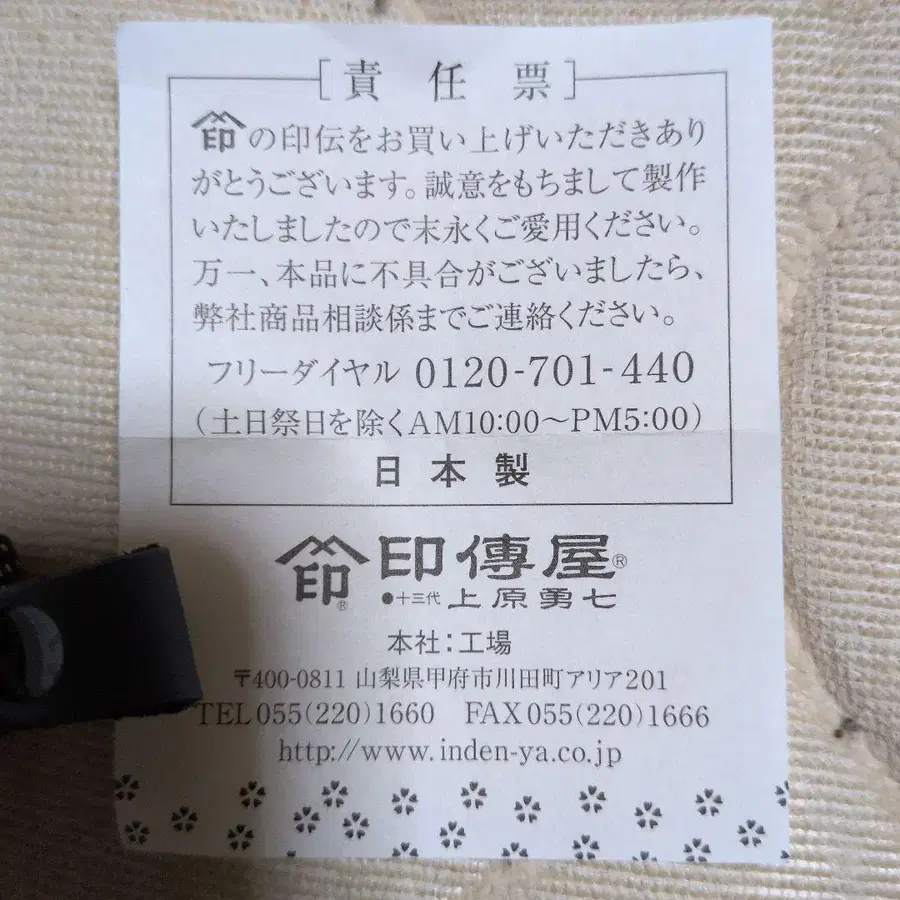 ［責任票］
印の印伝をお買い上げいただきあり
がとうございます。誠意をもちまして製作
いたしましたので末永くご愛用ください。
万一、本品に不具合がございましたら、
弊社商品相談係までご連絡ください。
フリーダイヤル 0120-701-440
（土日祭日を除くAM10:00〜PM5:00）
日本製
印 印傳屋®
® ●十三代 上原勇七
本社：工場
〒400-0811 山梨県甲府市川田町アリア201
TEL 055(220)1660 FAX 055(220)1666
http://www.inden-ya.co.jp